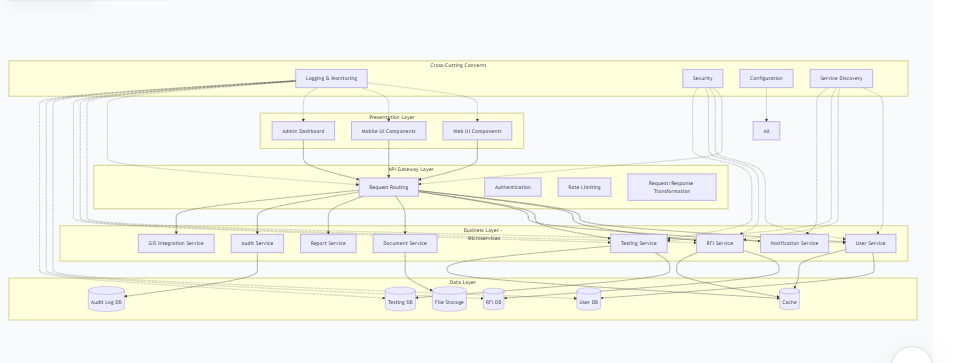 Cross-Cutting Concerns
Logging & Monitoring
Security
Configuration
Service Discovery
Presentation Layer
Admin Dashboard
Mobile UI Components
Web UI Components
All
API Gateway Layer
Request Routing
Authentication
Rate Limiting
Request/Response
Transformation
Business Layer -
Microservices
GIS Integration Service
Audit Service
Report Service
Document Service
Testing Service
RFI Service
Notification Service
User Service
Data Layer
Audit Log DB
Testing DB
File Storage
RFI DB
User DB
Cache